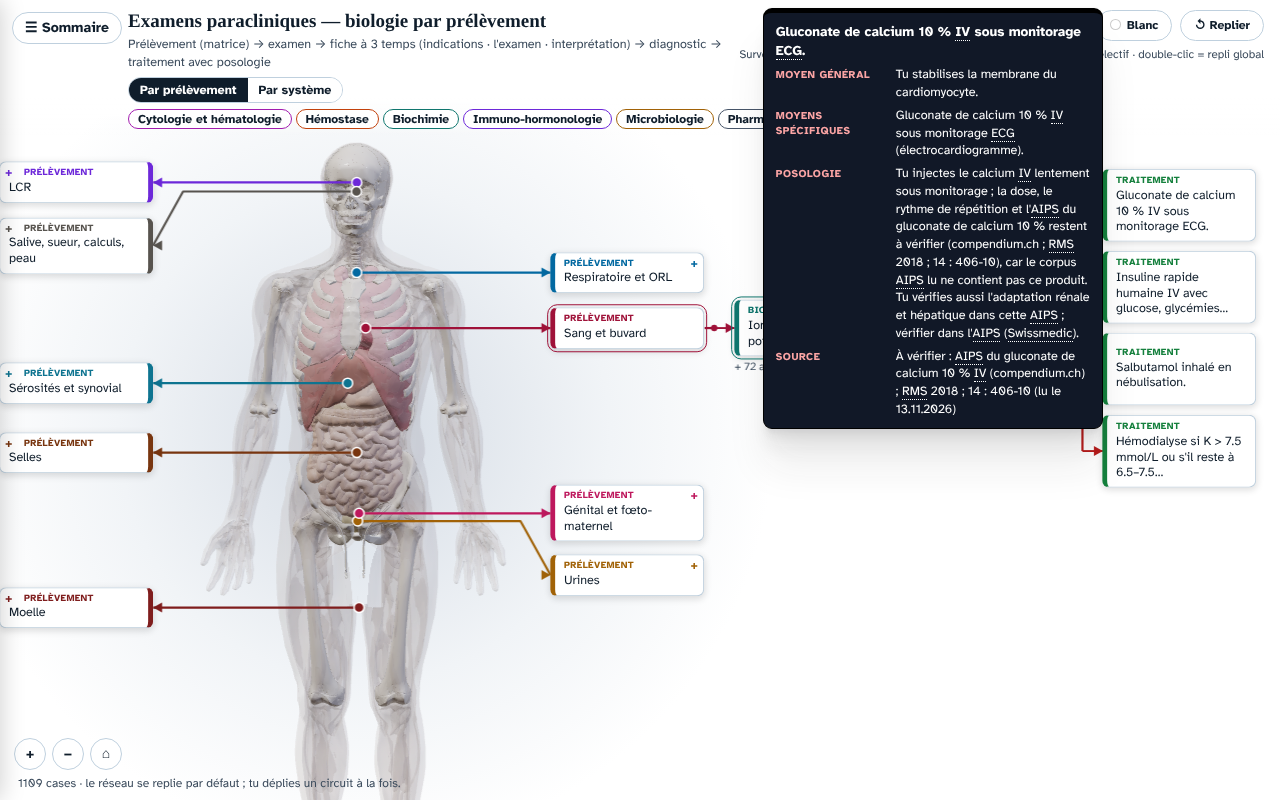 ☰ Sommaire
Examens paracliniques — biologie par prélèvement
Prélèvement (matrice) → examen → fiche à 3 temps (indications · l'examen · interprétation) → diagnostic →
traitement avec posologie
Par prélèvement
Par système
Cytologie et hématologie
Hémostase
Biochimie
Immuno-hormonologie
Microbiologie
Blanc
↺ Replier
double-clic = repli global
+ PRÉLÈVEMENT
LCR
+ PRÉLÈVEMENT
Salive, sueur, calculs,
peau
+ PRÉLÈVEMENT
Sérosités et synovial
+ PRÉLÈVEMENT
Selles
+ PRÉLÈVEMENT
Moelle
PRÉLÈVEMENT +
Respiratoire et ORL
PRÉLÈVEMENT
Sang et buvard
+ 72
PRÉLÈVEMENT +
Génital et fœto-
maternel
PRÉLÈVEMENT +
Urines
Gluconate de calcium 10 % IV sous monitorage
ECG.
MOYEN GÉNÉRAL
Tu stabilises la membrane du
cardiomyocyte.
MOYENS
SPÉCIFIQUES
Gluconate de calcium 10 % IV
sous monitorage ECG
(électrocardiogramme).
POSOLOGIE
Tu injectes le calcium IV lentement
sous monitorage ; la dose, le
rythme de répétition et l'AIPS du
gluconate de calcium 10 % restent
à vérifier (compendium.ch ; RMS
2018 ; 14 : 406-10), car le corpus
AIPS lu ne contient pas ce produit.
Tu vérifies aussi l'adaptation rénale
et hépatique dans cette AIPS ;
vérifier dans l'AIPS (Swissmedic).
SOURCE
À vérifier : AIPS du gluconate de
calcium 10 % IV (compendium.ch)
; RMS 2018 ; 14 : 406-10 (lu le
13.11.2026)
TRAITEMENT
Gluconate de calcium
10 % IV sous
monitorage ECG.
TRAITEMENT
Insuline rapide
humaine IV avec
glucose, glycémies…
TRAITEMENT
Salbutamol inhalé en
nébulisation.
TRAITEMENT
Hémodialyse si K > 7.5
mmol/L ou s'il reste à
6.5–7.5…
+
−
⌂
1109 cases · le réseau se replie par défaut ; tu déplies un circuit à la fois.